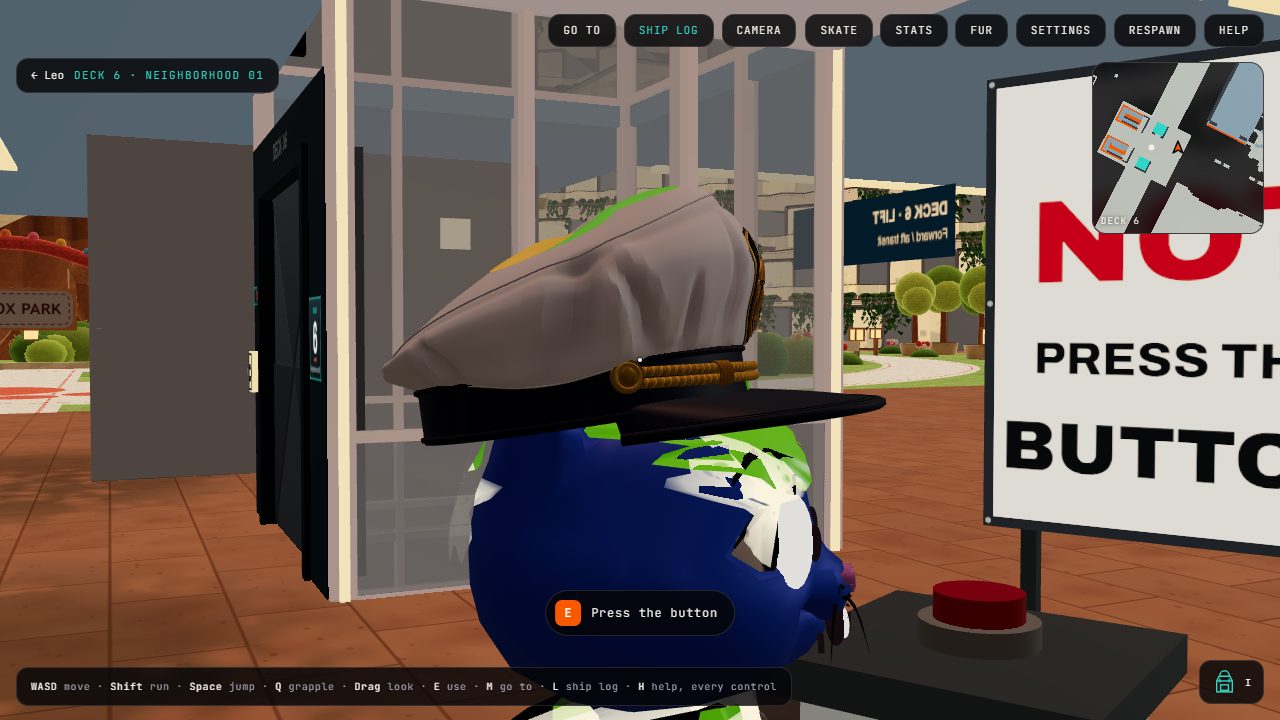 GO TO
SHIP LOG
CAMERA
SKATE
STATS
FUR
SETTINGS
RESPAWN
HELP
← Leo DECK 6 · NEIGHBORHOOD 01
DECK 06
DECK 6
DECK 6 · LIFT
Forward / aft transit
OX PARK
6
NO
PRESS TH
BUTTO
E Press the button
WASD move · Shift run · Space jump · Q grapple · Drag look · E use · M go to · L ship log · H help, every control
I